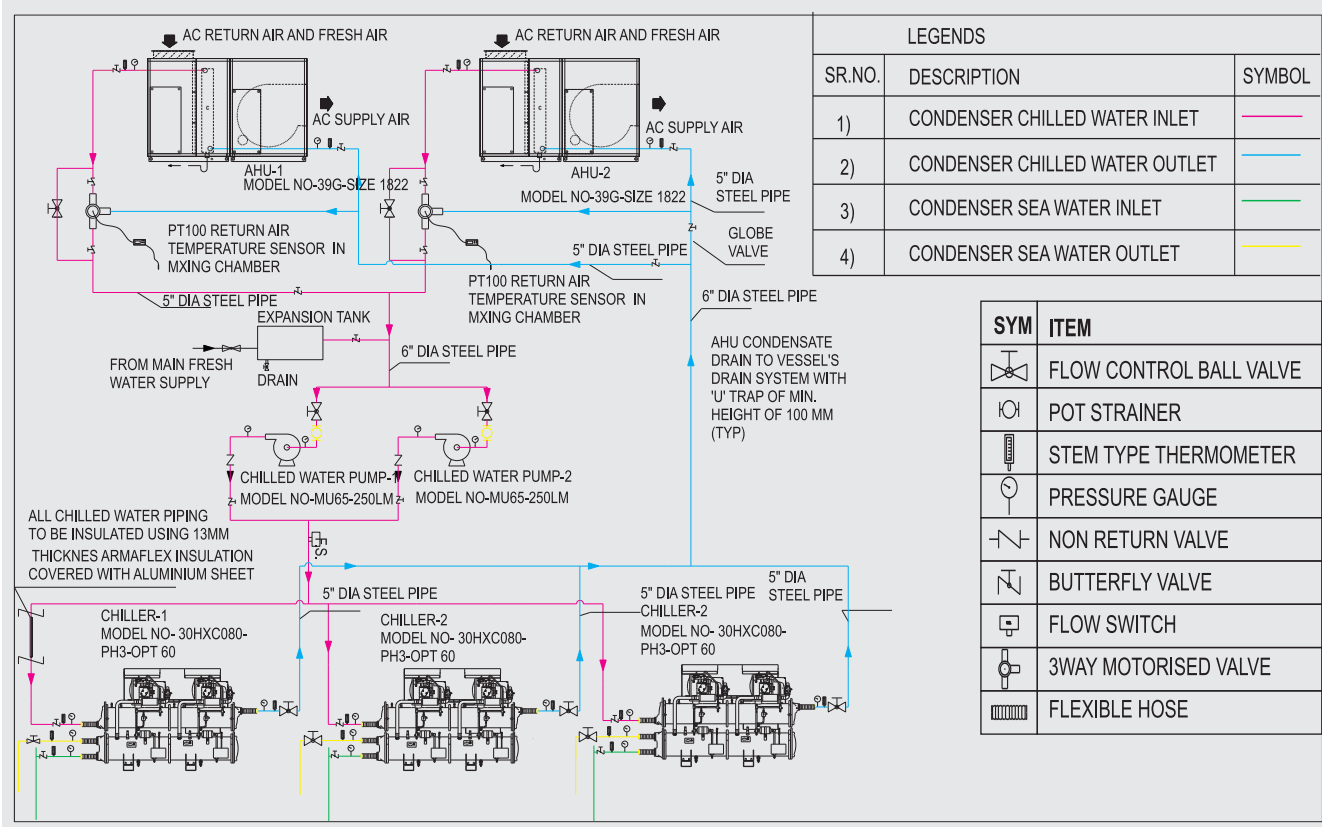 AC RETURN AIR AND FRESH AIR
AC RETURN AIR AND FRESH AIR
AC SUPPLY AIR
AC SUPPLY AIR
AHU-1
MODEL NO-39G-SIZE 1822
AHU-2
MODEL NO-39G-SIZE 1822
5" DIA
STEEL PIPE
PT100 RETURN AIR
TEMPERATURE SENSOR IN
MXING CHAMBER
PT100 RETURN AIR
TEMPERATURE SENSOR IN
MXING CHAMBER
5" DIA STEEL PIPE
GLOBE
VALVE
5" DIA STEEL PIPE
6" DIA STEEL PIPE
EXPANSION TANK
FROM MAIN FRESH
WATER SUPPLY
DRAIN
6" DIA STEEL PIPE
AHU CONDENSATE
DRAIN TO VESSEL'S
DRAIN SYSTEM WITH
'U' TRAP OF MIN.
HEIGHT OF 100 MM
(TYP)
CHILLED WATER PUMP-1
MODEL NO-MU65-250LM
CHILLED WATER PUMP-2
MODEL NO-MU65-250LM
ALL CHILLED WATER PIPING
TO BE INSULATED USING 13MM
THICKNES ARMAFLEX INSULATION
COVERED WITH ALUMINIUM SHEET
F.S.
5" DIA STEEL PIPE
5" DIA STEEL PIPE
5" DIA
STEEL PIPE
CHILLER-1
MODEL NO- 30HXC080-
PH3-OPT 60
CHILLER-2
MODEL NO- 30HXC080-
PH3-OPT 60
CHILLER-2
MODEL NO- 30HXC080-
PH3-OPT 60
LEGENDS
SR.NO. DESCRIPTION SYMBOL
1) CONDENSER CHILLED WATER INLET
2) CONDENSER CHILLED WATER OUTLET
3) CONDENSER SEA WATER INLET
4) CONDENSER SEA WATER OUTLET
SYM ITEM
FLOW CONTROL BALL VALVE
POT STRAINER
STEM TYPE THERMOMETER
PRESSURE GAUGE
NON RETURN VALVE
BUTTERFLY VALVE
FLOW SWITCH
3WAY MOTORISED VALVE
FLEXIBLE HOSE